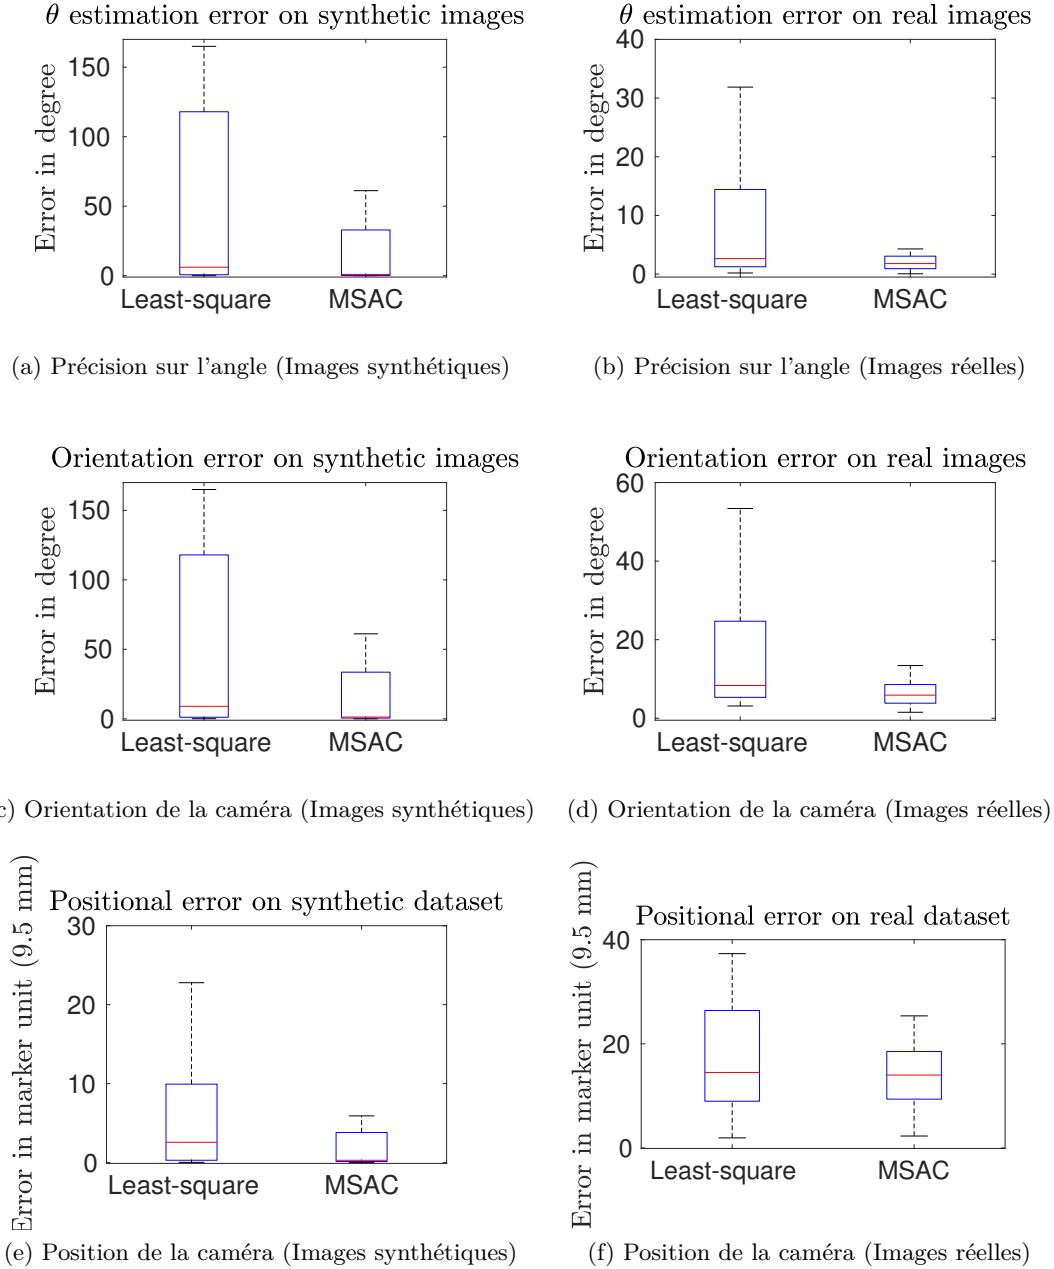 θ estimation error on synthetic images
Error in degree
150
100
50
0
Least-square MSAC
(a) Précision sur l'angle (Images synthétiques)
θ estimation error on real images
Error in degree
40
30
20
10
0
Least-square MSAC
(b) Précision sur l'angle (Images réelles)
Orientation error on synthetic images
Error in degree
150
100
50
0
Least-square MSAC
c) Orientation de la caméra (Images synthétiques)
Orientation error on real images
Error in degree
60
40
20
0
Least-square MSAC
(d) Orientation de la caméra (Images réelles)
Positional error on synthetic dataset
Error in marker unit (9.5 mm)
30
20
10
0
Least-square MSAC
(e) Position de la caméra (Images synthétiques)
Positional error on real dataset
Error in marker unit (9.5 mm)
40
20
0
Least-square MSAC
(f) Position de la caméra (Images réelles)